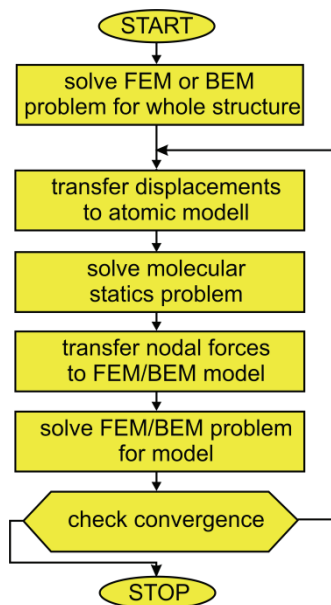 START
solve FEM or BEM
problem for whole structure
transfer displacements
to atomic modell
solve molecular
statics problem
transfer nodal forces
to FEM/BEM model
solve FEM/BEM problem
for model
check convergence
STOP